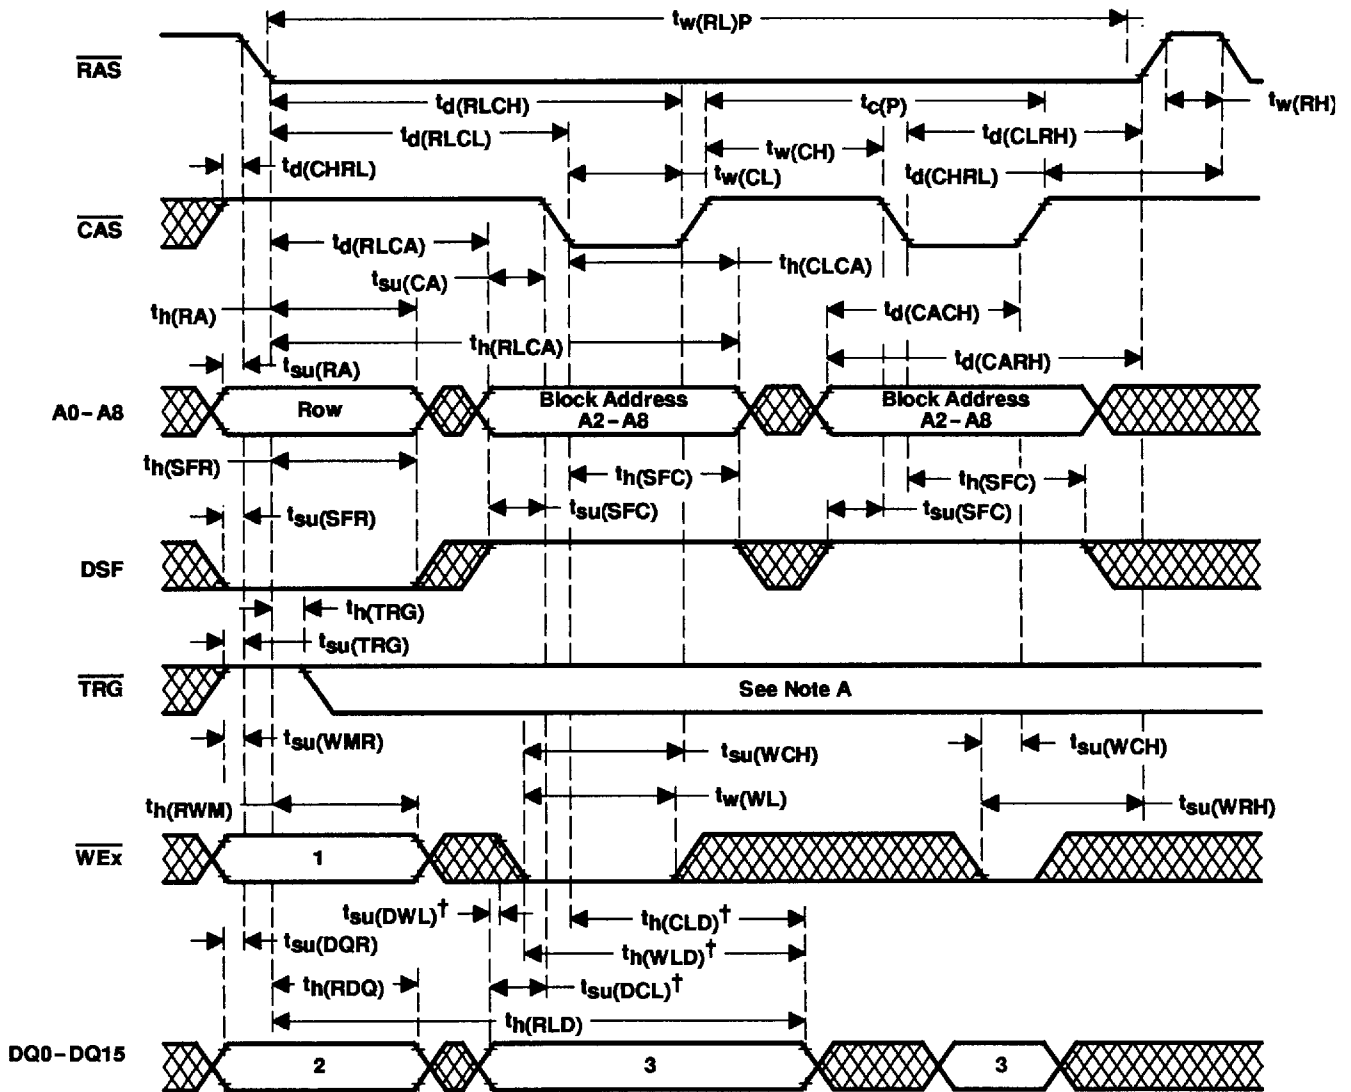 tw(RL)P
RAS
td(RLCH)
tc(P)
tw(RH)
td(RLCL)
td(CLRH)
tw(CH)
td(CHRL)
tw(CL)
td(CHRL)
CAS
td(RLCA)
th(CLCA)
tsu(CA)
th(RA)
td(CACH)
th(RLCA)
td(CARH)
tsu(RA)
A0–A8
Row
Block Address
A2–A8
Block Address
A2–A8
th(SFR)
th(SFC)
th(SFC)
tsu(SFR)
tsu(SFC)
tsu(SFC)
DSF
th(TRG)
tsu(TRG)
TRG
See Note A
tsu(WMR)
tsu(WCH)
tsu(WCH)
th(RWM)
tw(WL)
tsu(WRH)
WEx
1
tsu(DWL)†
th(CLD)†
tsu(DQR)
th(WLD)†
th(RDQ)
tsu(DCL)†
th(RLD)
DQ0–DQ15
2
3
3